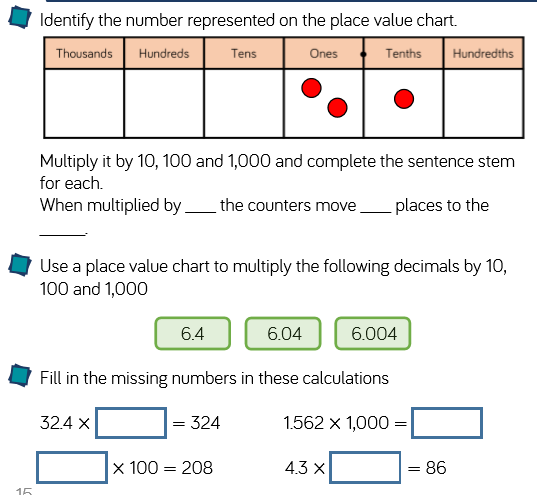 Identify the number represented on the place value chart.
Thousands Hundreds Tens Ones Tenths Hundredths
Multiply it by 10, 100 and 1,000 and complete the sentence stem
for each.
When multiplied by ____ the counters move ____ places to the
______.
Use a place value chart to multiply the following decimals by 10,
100 and 1,000
6.4 6.04 6.004
Fill in the missing numbers in these calculations
32.4 × = 324 1.562 × 1,000 =
× 100 = 208 4.3 × = 86